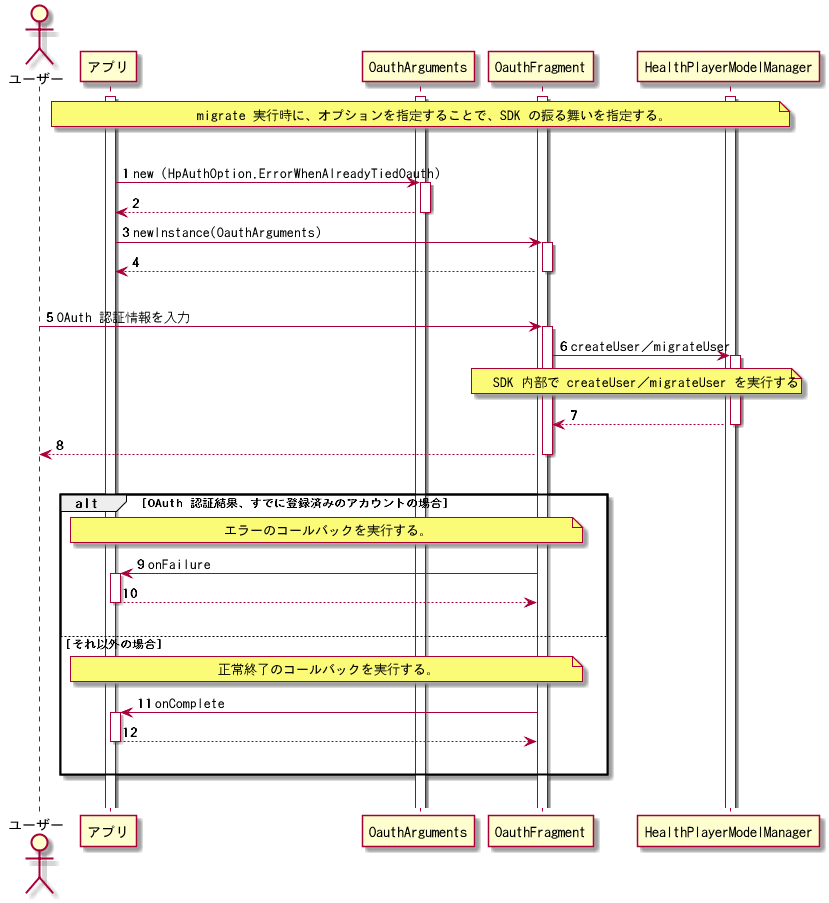 ユーザー
アプリ
OauthArguments
OauthFragment
HealthPlayerModelManager
migrate 実行時に、オプションを指定することで、SDK の振る舞いを指定する。
1 new (HpAuthOption.ErrorWhenAlreadyTiedOauth)
2
3 newInstance(OauthArguments)
4
5 OAuth 認証情報を入力
6 createUser／migrateUser
SDK 内部で createUser／migrateUser を実行する
7
8
alt [OAuth 認証結果、すでに登録済みのアカウントの場合]
エラーのコールバックを実行する。
9 onFailure
10
[それ以外の場合]
正常終了のコールバックを実行する。
11 onComplete
12
ユーザー
アプリ
OauthArguments
OauthFragment
HealthPlayerModelManager